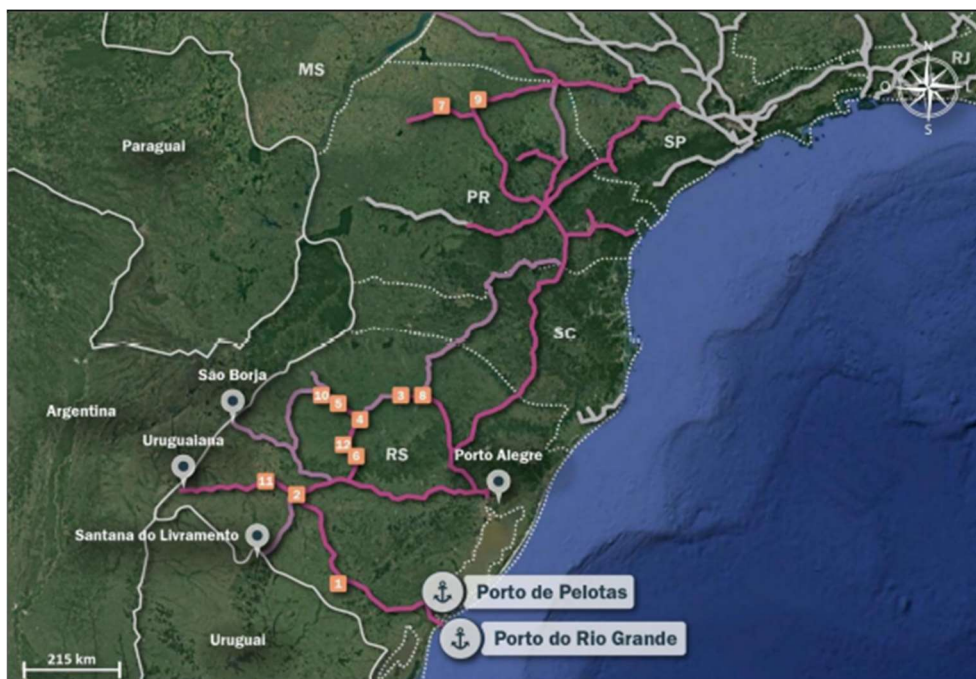 MS
RJ
N
O
L
S
7
9
SP
Paraguai
PR
SC
São Borja
10
5
3
8
4
Argentina
Uruguaiana
12
6
RS
Porto Alegre
11
2
Santana do Livramento
1
Porto de Pelotas
Uruguai
Porto do Rio Grande
215 km